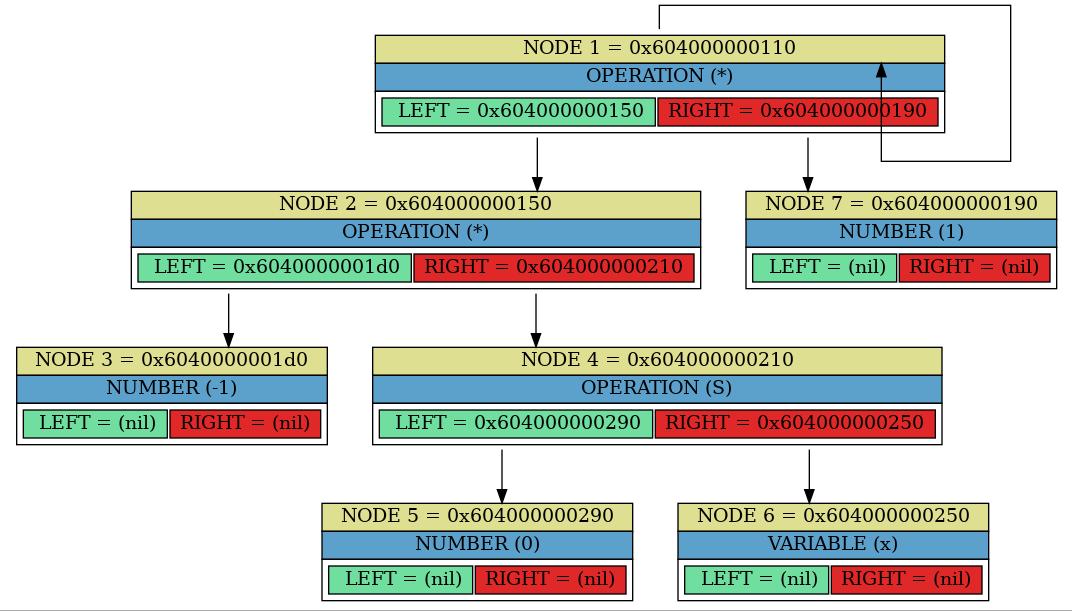 NODE 1 = 0x604000000110
OPERATION (*)
LEFT = 0x604000000150 RIGHT = 0x604000000190
NODE 2 = 0x604000000150
OPERATION (*)
LEFT = 0x6040000001d0 RIGHT = 0x604000000210
NODE 7 = 0x604000000190
NUMBER (1)
LEFT = (nil) RIGHT = (nil)
NODE 3 = 0x6040000001d0
NUMBER (-1)
LEFT = (nil) RIGHT = (nil)
NODE 4 = 0x604000000210
OPERATION (S)
LEFT = 0x604000000290 RIGHT = 0x604000000250
NODE 5 = 0x604000000290
NUMBER (0)
LEFT = (nil) RIGHT = (nil)
NODE 6 = 0x604000000250
VARIABLE (x)
LEFT = (nil) RIGHT = (nil)